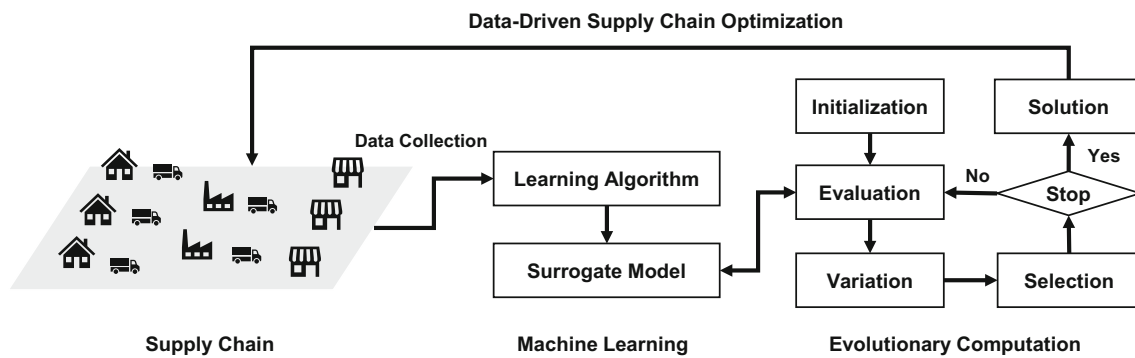 Data-Driven Supply Chain Optimization
Initialization
Solution
Data Collection
Yes
No
Learning Algorithm
Evaluation
Stop
Surrogate Model
Variation
Selection
Supply Chain
Machine Learning
Evolutionary Computation